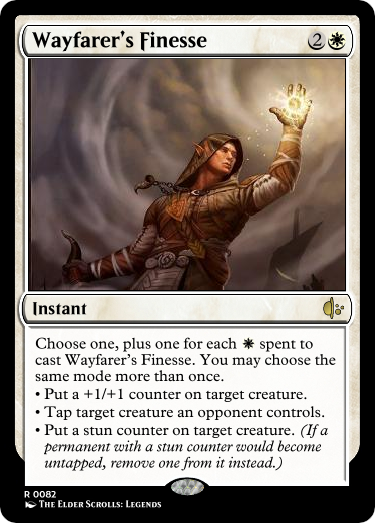 Wayfarer's Finesse 2
Instant
Choose one, plus one for each spent to
cast Wayfarer's Finesse. You may choose the
same mode more than once.
• Put a +1/+1 counter on target creature.
• Tap target creature an opponent controls.
• Put a stun counter on target creature. (If a
permanent with a stun counter would become
untapped, remove one from it instead.)
R 0082
The Elder Scrolls: Legends